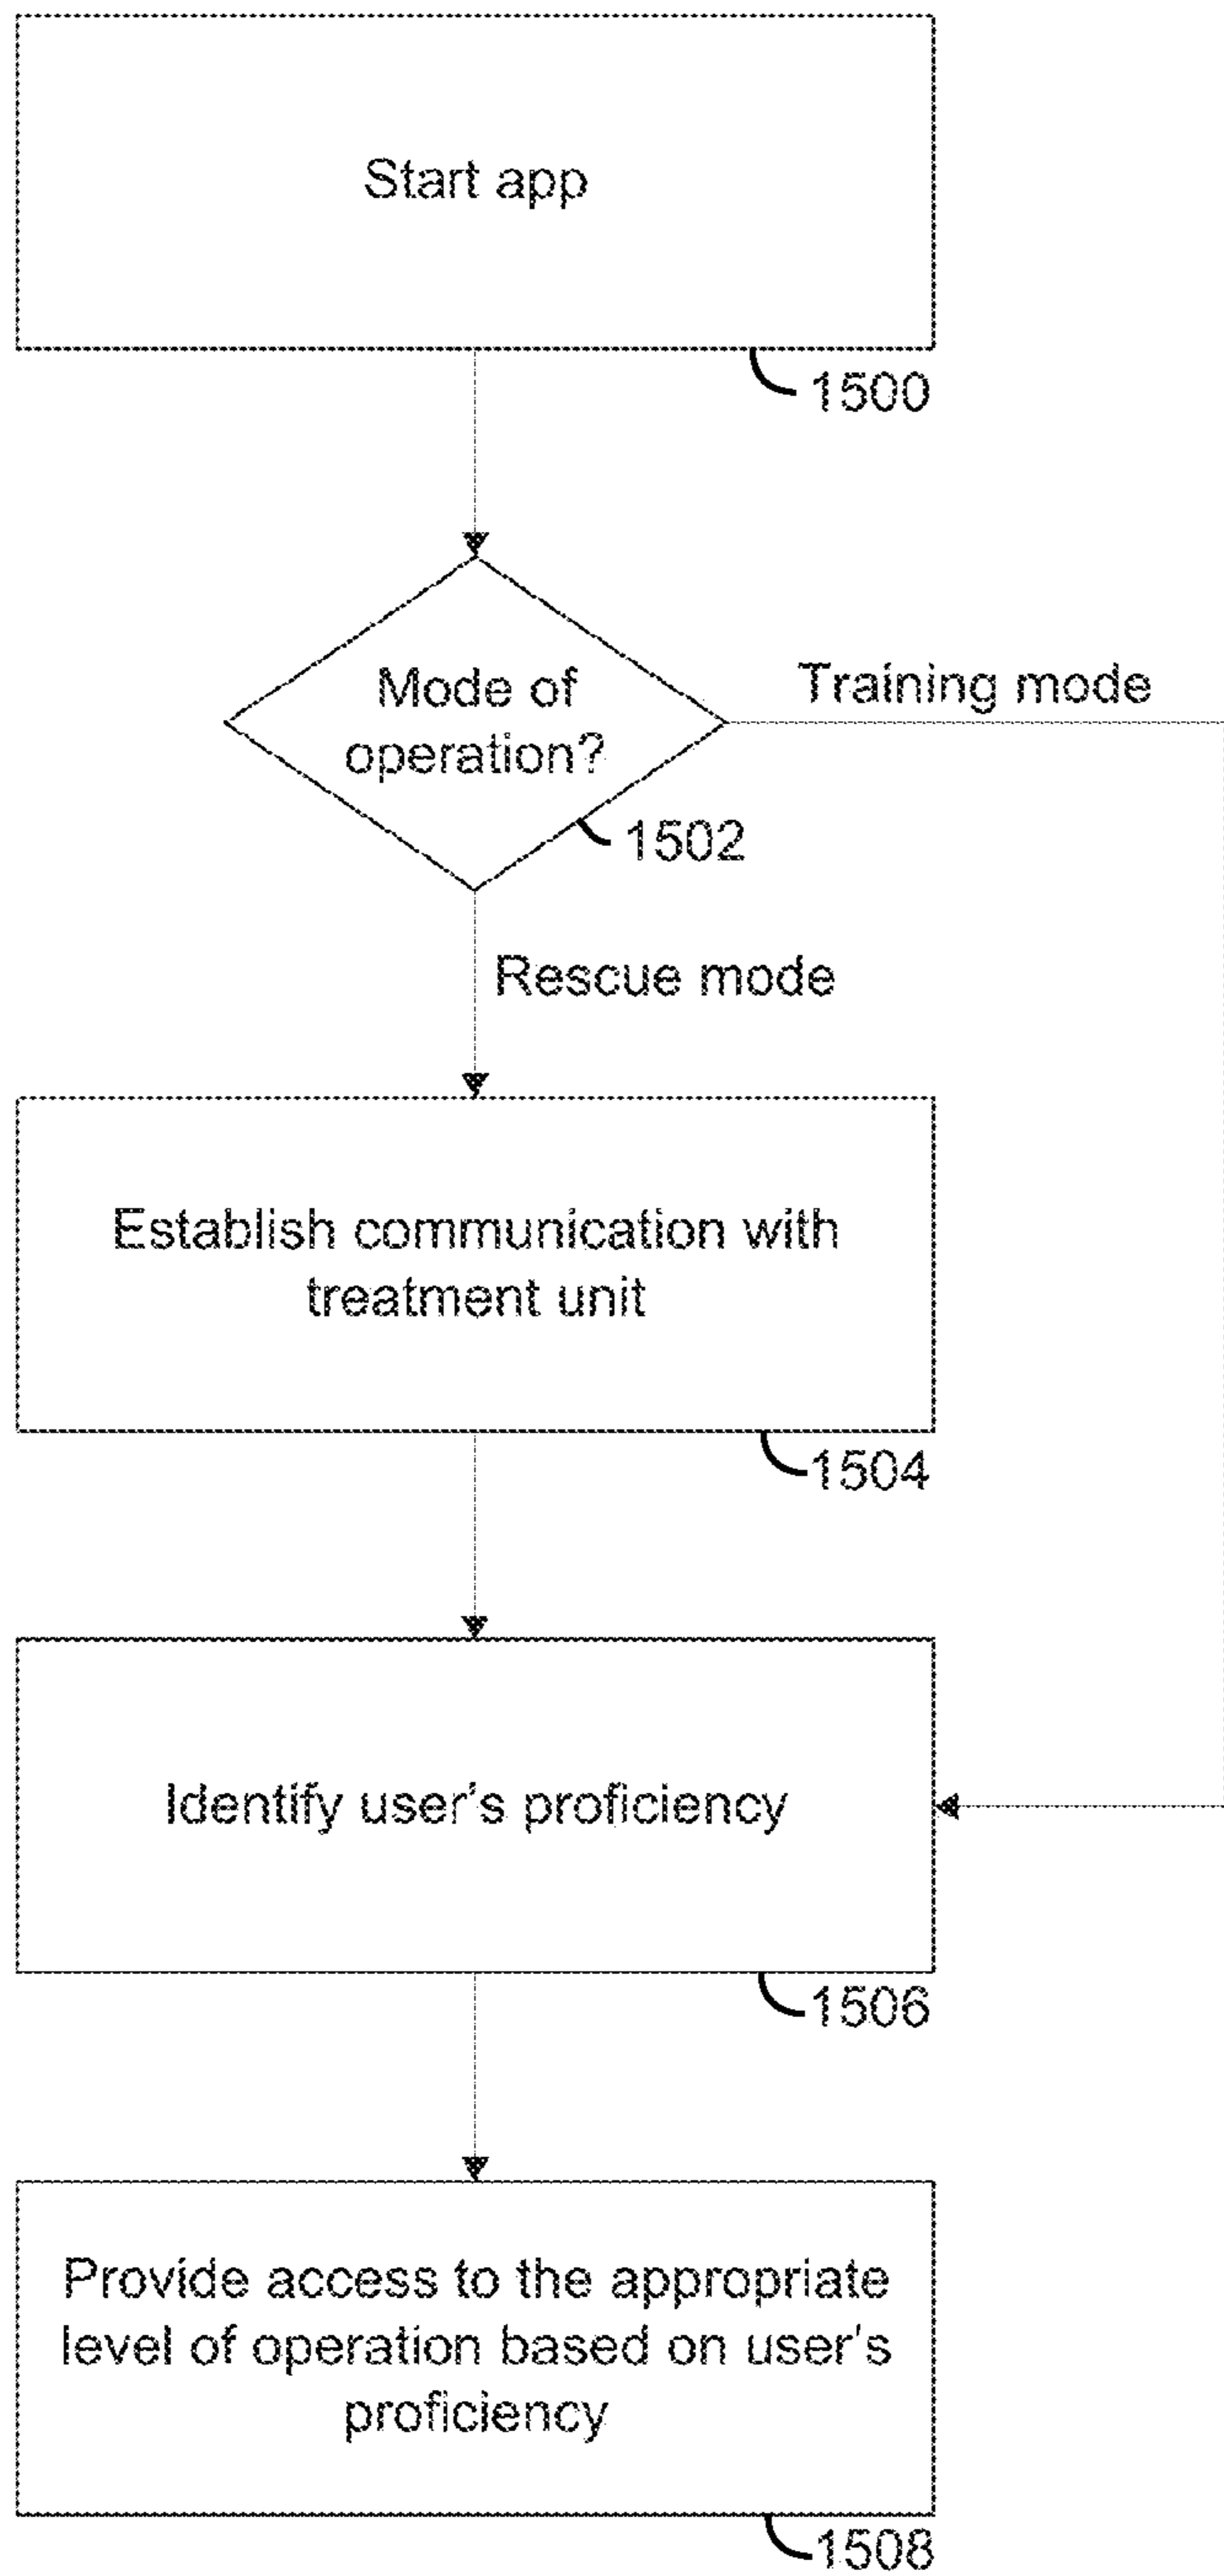 Start app
1500
Mode of
operation?
Training mode
1502
Rescue mode
Establish communication with
treatment unit
1504
Identify user's proficiency
1506
Provide access to the appropriate
level of operation based on user's
proficiency
1508